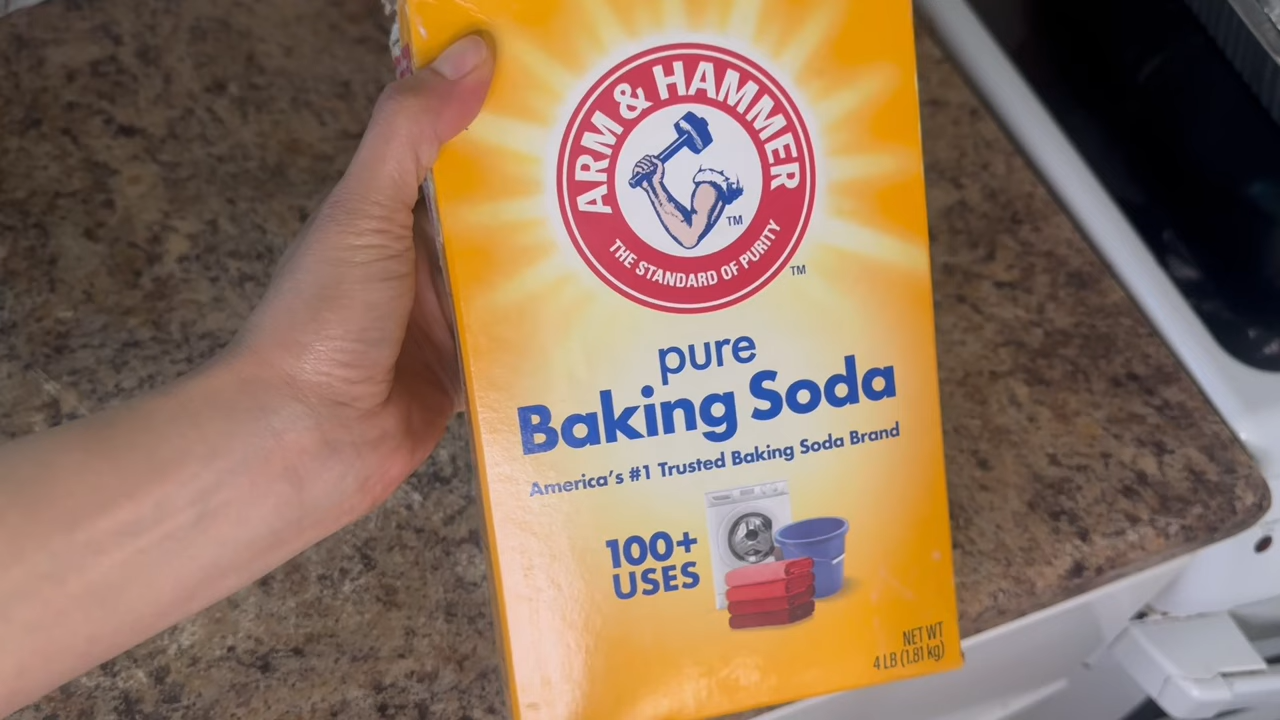 ARM & HAMMER
TM
THE STANDARD OF PURITY
TM
pure
Baking Soda
America's #1 Trusted Baking Soda Brand
100+
USES
NET WT
4 LB (1.81 kg)